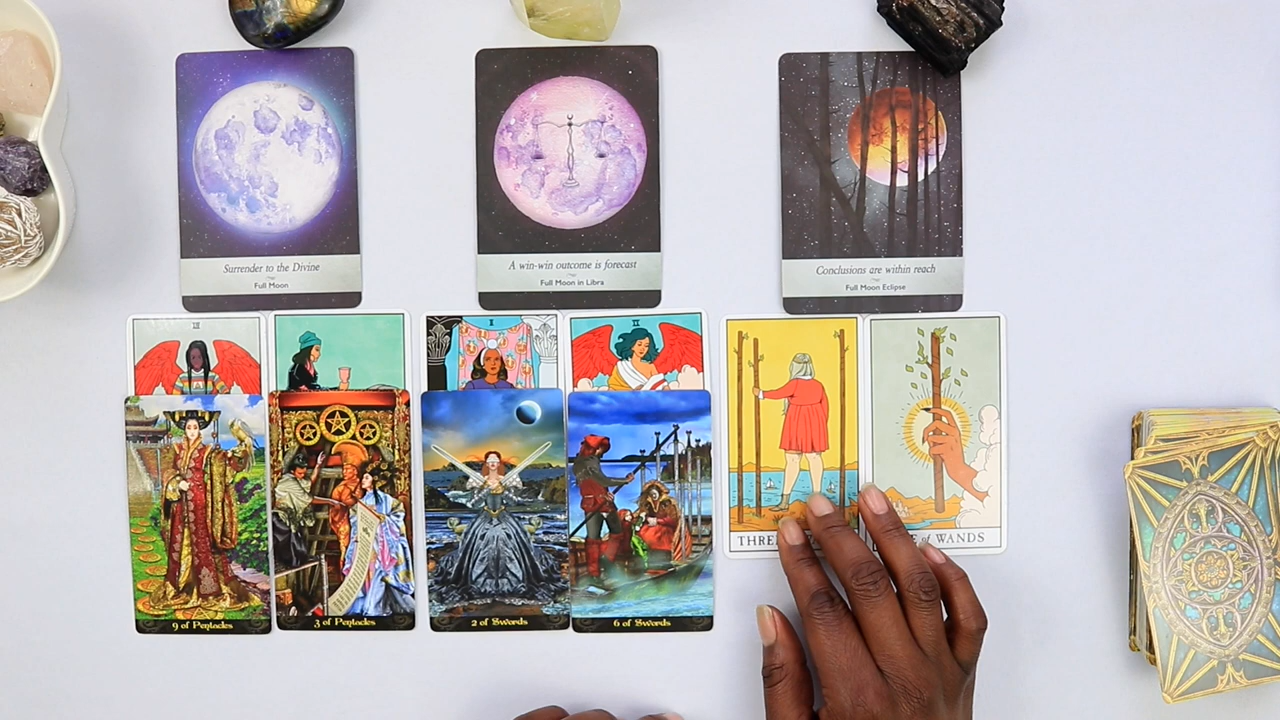 Surrender to the Divine
Full Moon
A win-win outcome is forecast
Full Moon in Libra
Conclusions are within reach
Full Moon Eclipse
II
THREE
of WANDS
9 of Pentacles
3 of Pentacles
2 of Swords
6 of Swords